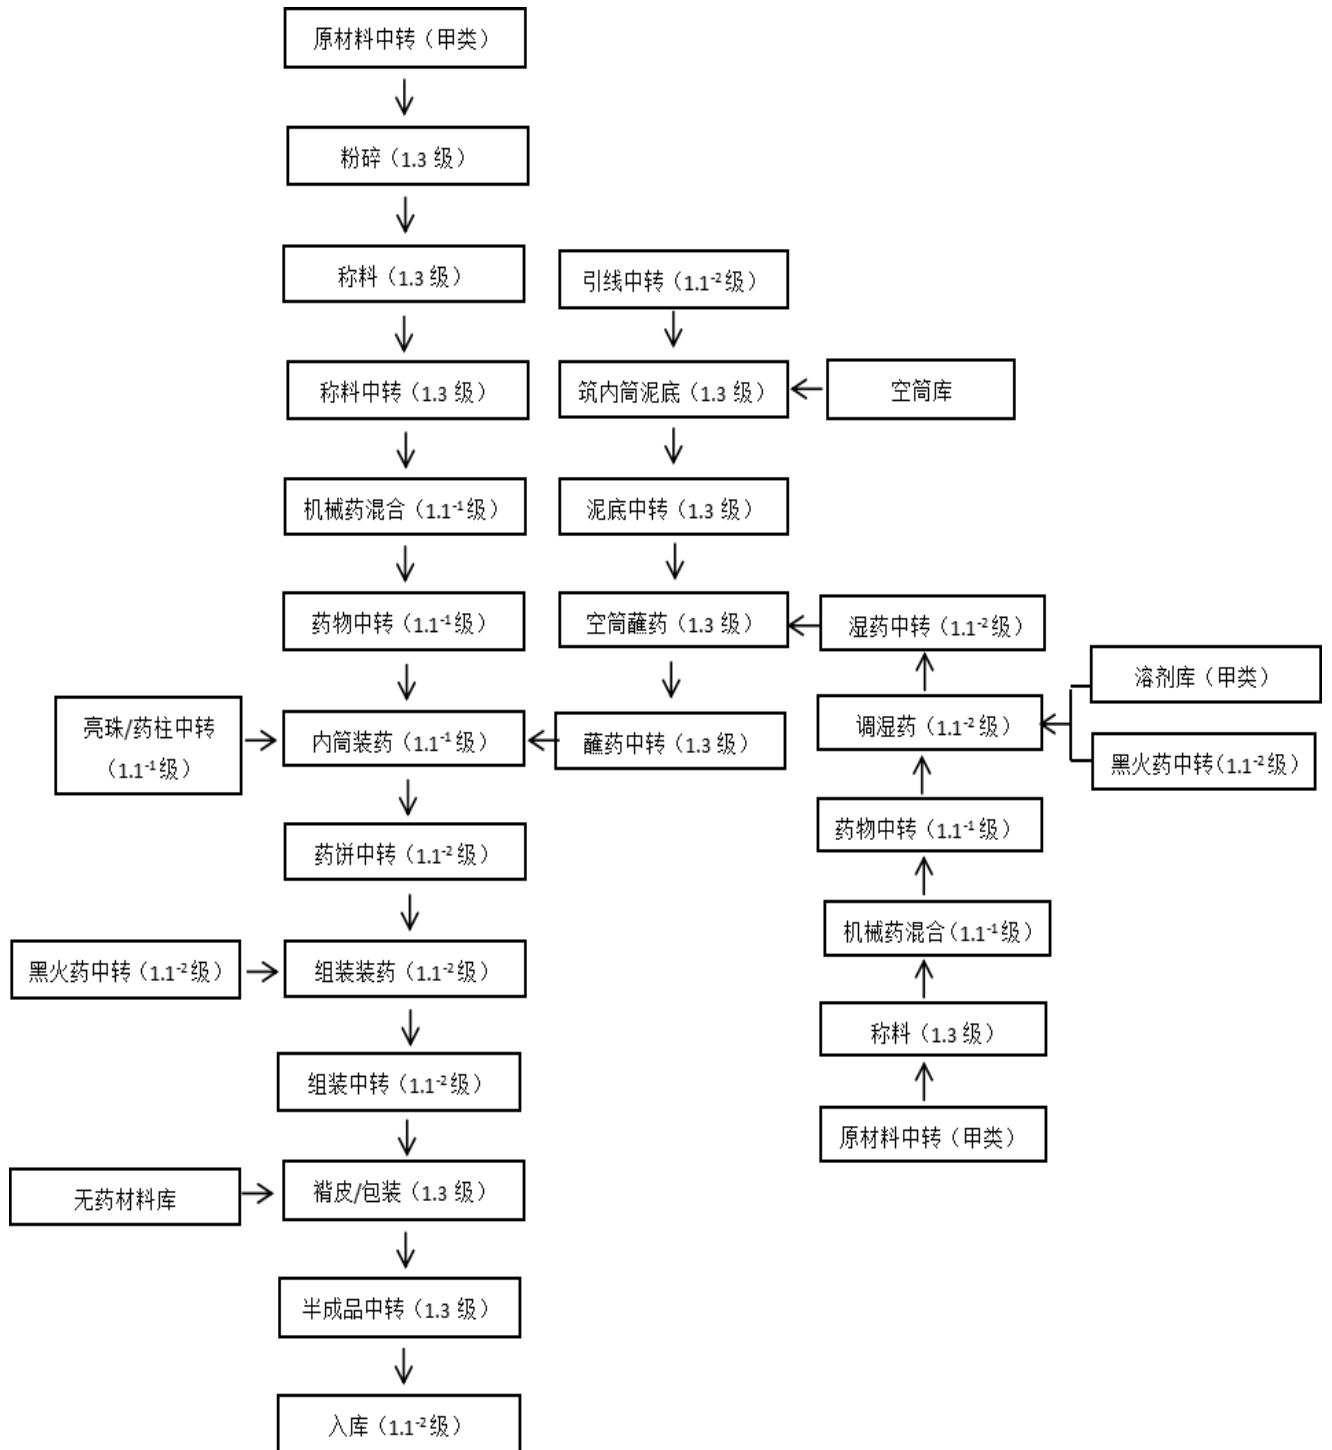 原材料中转（甲类）
粉碎（1.3 级）
称料（1.3 级）
引线中转（1.1⁻² 级）
称料中转（1.3 级）
筑内筒泥底（1.3 级）
空筒库
机械药混合（1.1⁻¹ 级）
泥底中转（1.3 级）
药物中转（1.1⁻¹ 级）
空筒蘸药（1.3 级）
湿药中转（1.1⁻² 级）
溶剂库（甲类）
亮珠/药柱中转
（1.1⁻¹ 级）
内筒装药（1.1⁻¹ 级）
蘸药中转（1.3 级）
调湿药（1.1⁻² 级）
黑火药中转（1.1⁻² 级）
药饼中转（1.1⁻² 级）
药物中转（1.1⁻¹ 级）
机械药混合（1.1⁻¹ 级）
黑火药中转（1.1⁻² 级）
组装装药（1.1⁻² 级）
称料（1.3 级）
组装中转（1.1⁻² 级）
原材料中转（甲类）
无药材料库
褙皮/包装（1.3 级）
半成品中转（1.3 级）
入库（1.1⁻² 级）